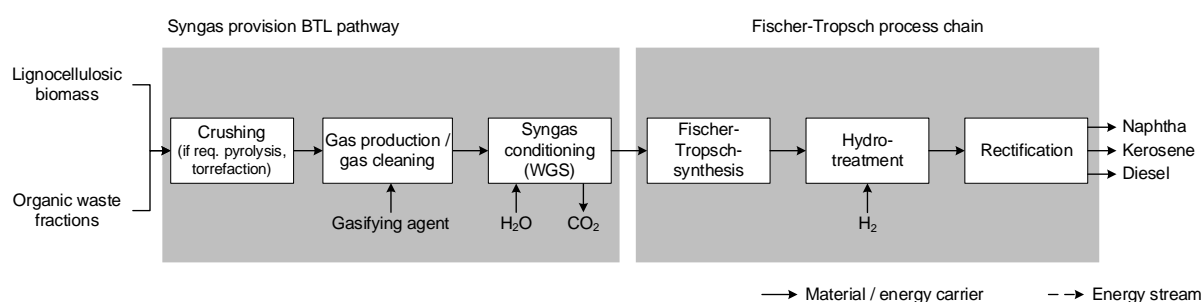 Syngas provision BTL pathway
Fischer-Tropsch process chain
Lignocellulosic
biomass
Organic waste
fractions
Crushing
(if req. pyrolysis,
torrefaction)
Gas production /
gas cleaning
Gasifying agent
Syngas
conditioning
(WGS)
H₂O
CO₂
Fischer-
Tropsch-
synthesis
Hydro-
treatment
H₂
Rectification
Naphtha
Kerosene
Diesel
Material / energy carrier
Energy stream